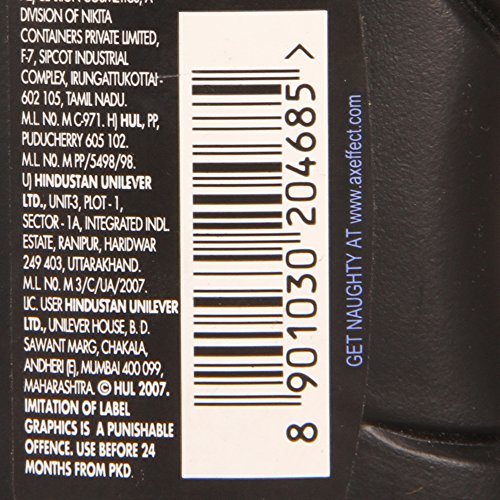 DIVISION OF NIKITA
CONTAINERS PRIVATE LIMITED,
F-7, SIPCOT INDUSTRIAL
COMPLEX, IRUNGATTUKOTTAI-
602 105, TAMIL NADU.
M.L NO. M C-971. H) HUL, PP,
PUDUCHERRY 605 102.
M.L NO. M PP/5498/98.
U) HINDUSTAN UNILEVER
LTD., UNIT-3, PLOT - 1,
SECTOR - 1A, INTEGRATED INDL.
ESTATE, RANIPUR, HARIDWAR
249 403, UTTARAKHAND.
M.L NO. M 3/C/UA/2007.
LIC. USER HINDUSTAN UNILEVER
LTD., UNILEVER HOUSE, B. D.
SAWANT MARG, CHAKALA,
ANDHERI (E), MUMBAI 400 099,
MAHARASHTRA. © HUL 2007.
IMITATION OF LABEL
GRAPHICS IS A PUNISHABLE
OFFENCE. USE BEFORE 24
MONTHS FROM PKD.
8 901030 204685 >
GET NAUGHTY AT www.axeffect.com